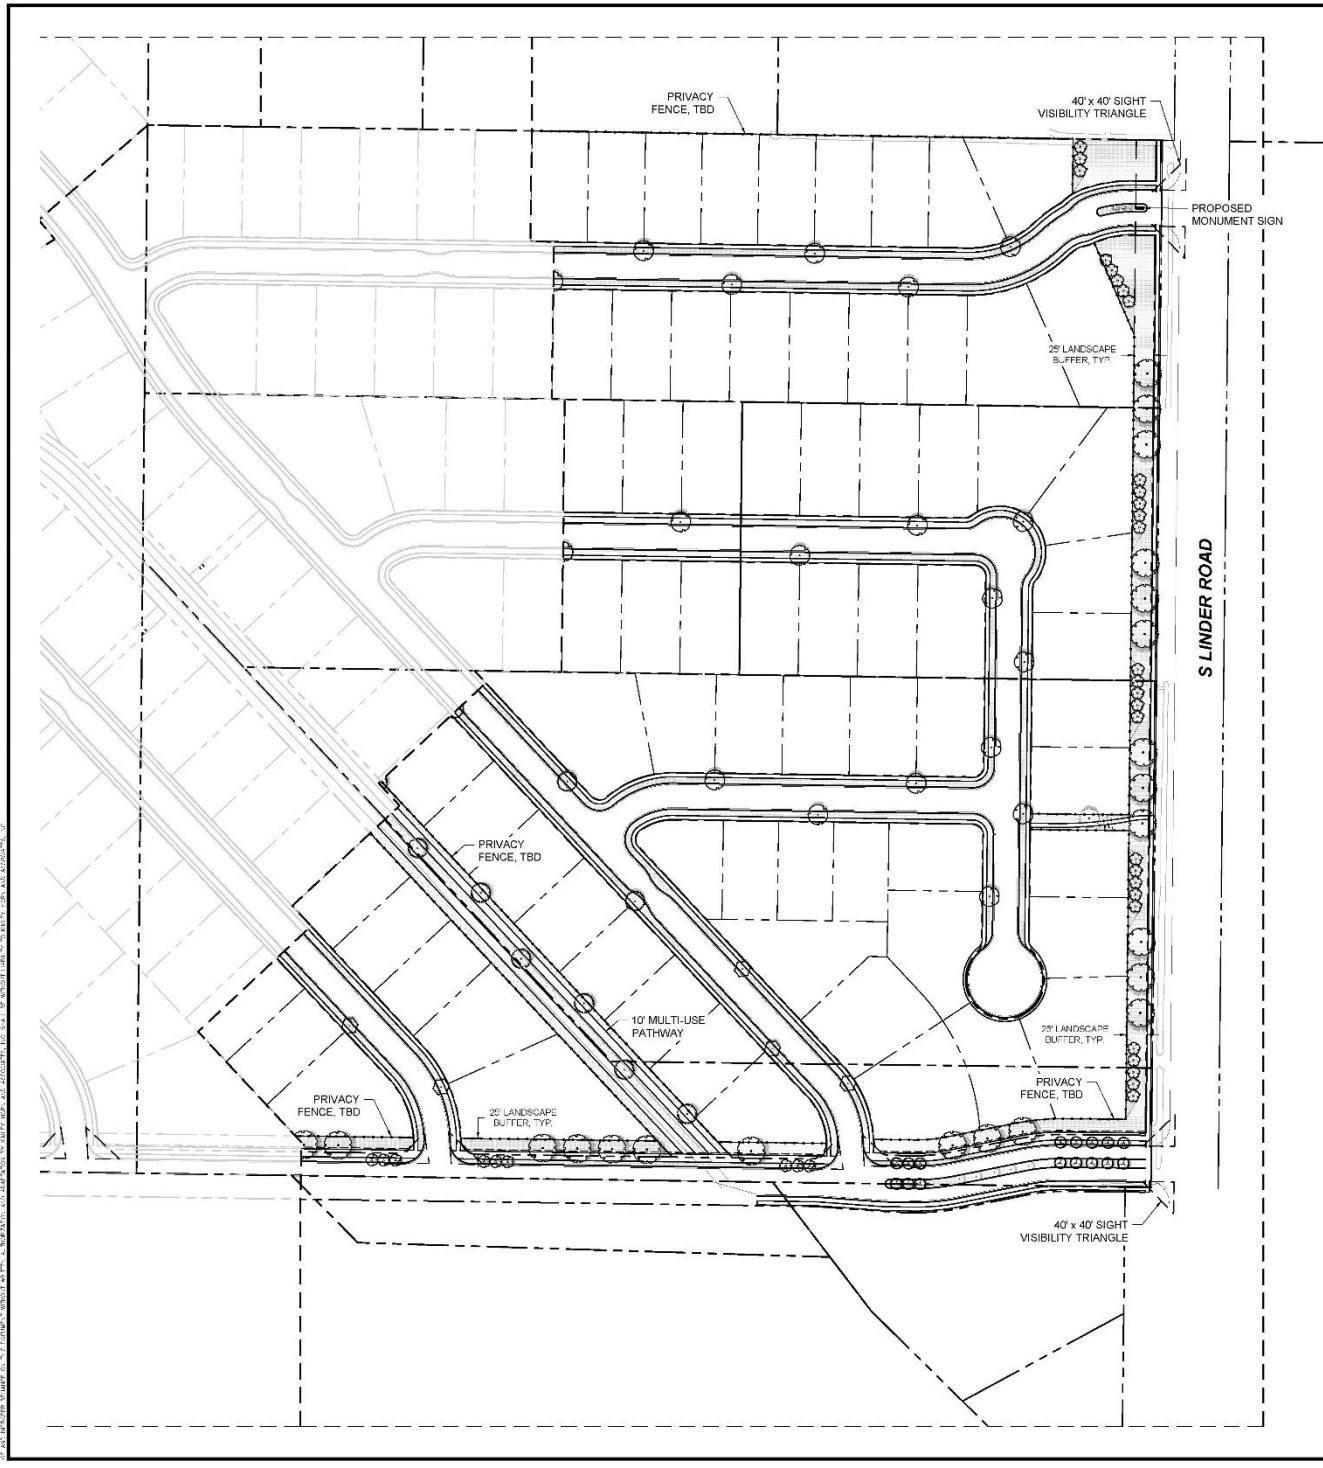 PRIVACY
FENCE, TBD
40' x 40' SIGHT
VISIBILITY TRIANGLE
PROPOSED
MONUMENT SIGN
25' LANDSCAPE
BUFFER, TYP.
S LINDER ROAD
PRIVACY
FENCE, TBD
10' MULTI-USE
PATHWAY
25' LANDSCAPE
BUFFER, TYP.
PRIVACY
FENCE, TBD
PRIVACY
FENCE, TBD
25' LANDSCAPE
BUFFER, TYP.
40' x 40' SIGHT
VISIBILITY TRIANGLE